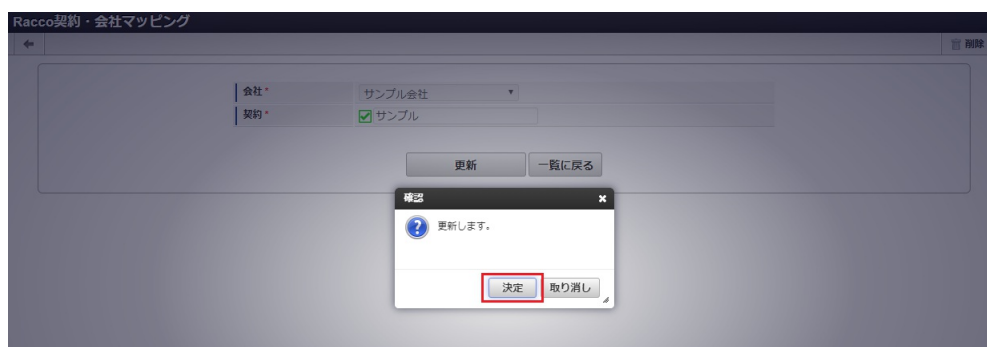 Racco契約・会社マッピング
削除
会社*
サンプル会社
契約*
サンプル
更新
一覧に戻る
確認
更新します。
決定
取り消し